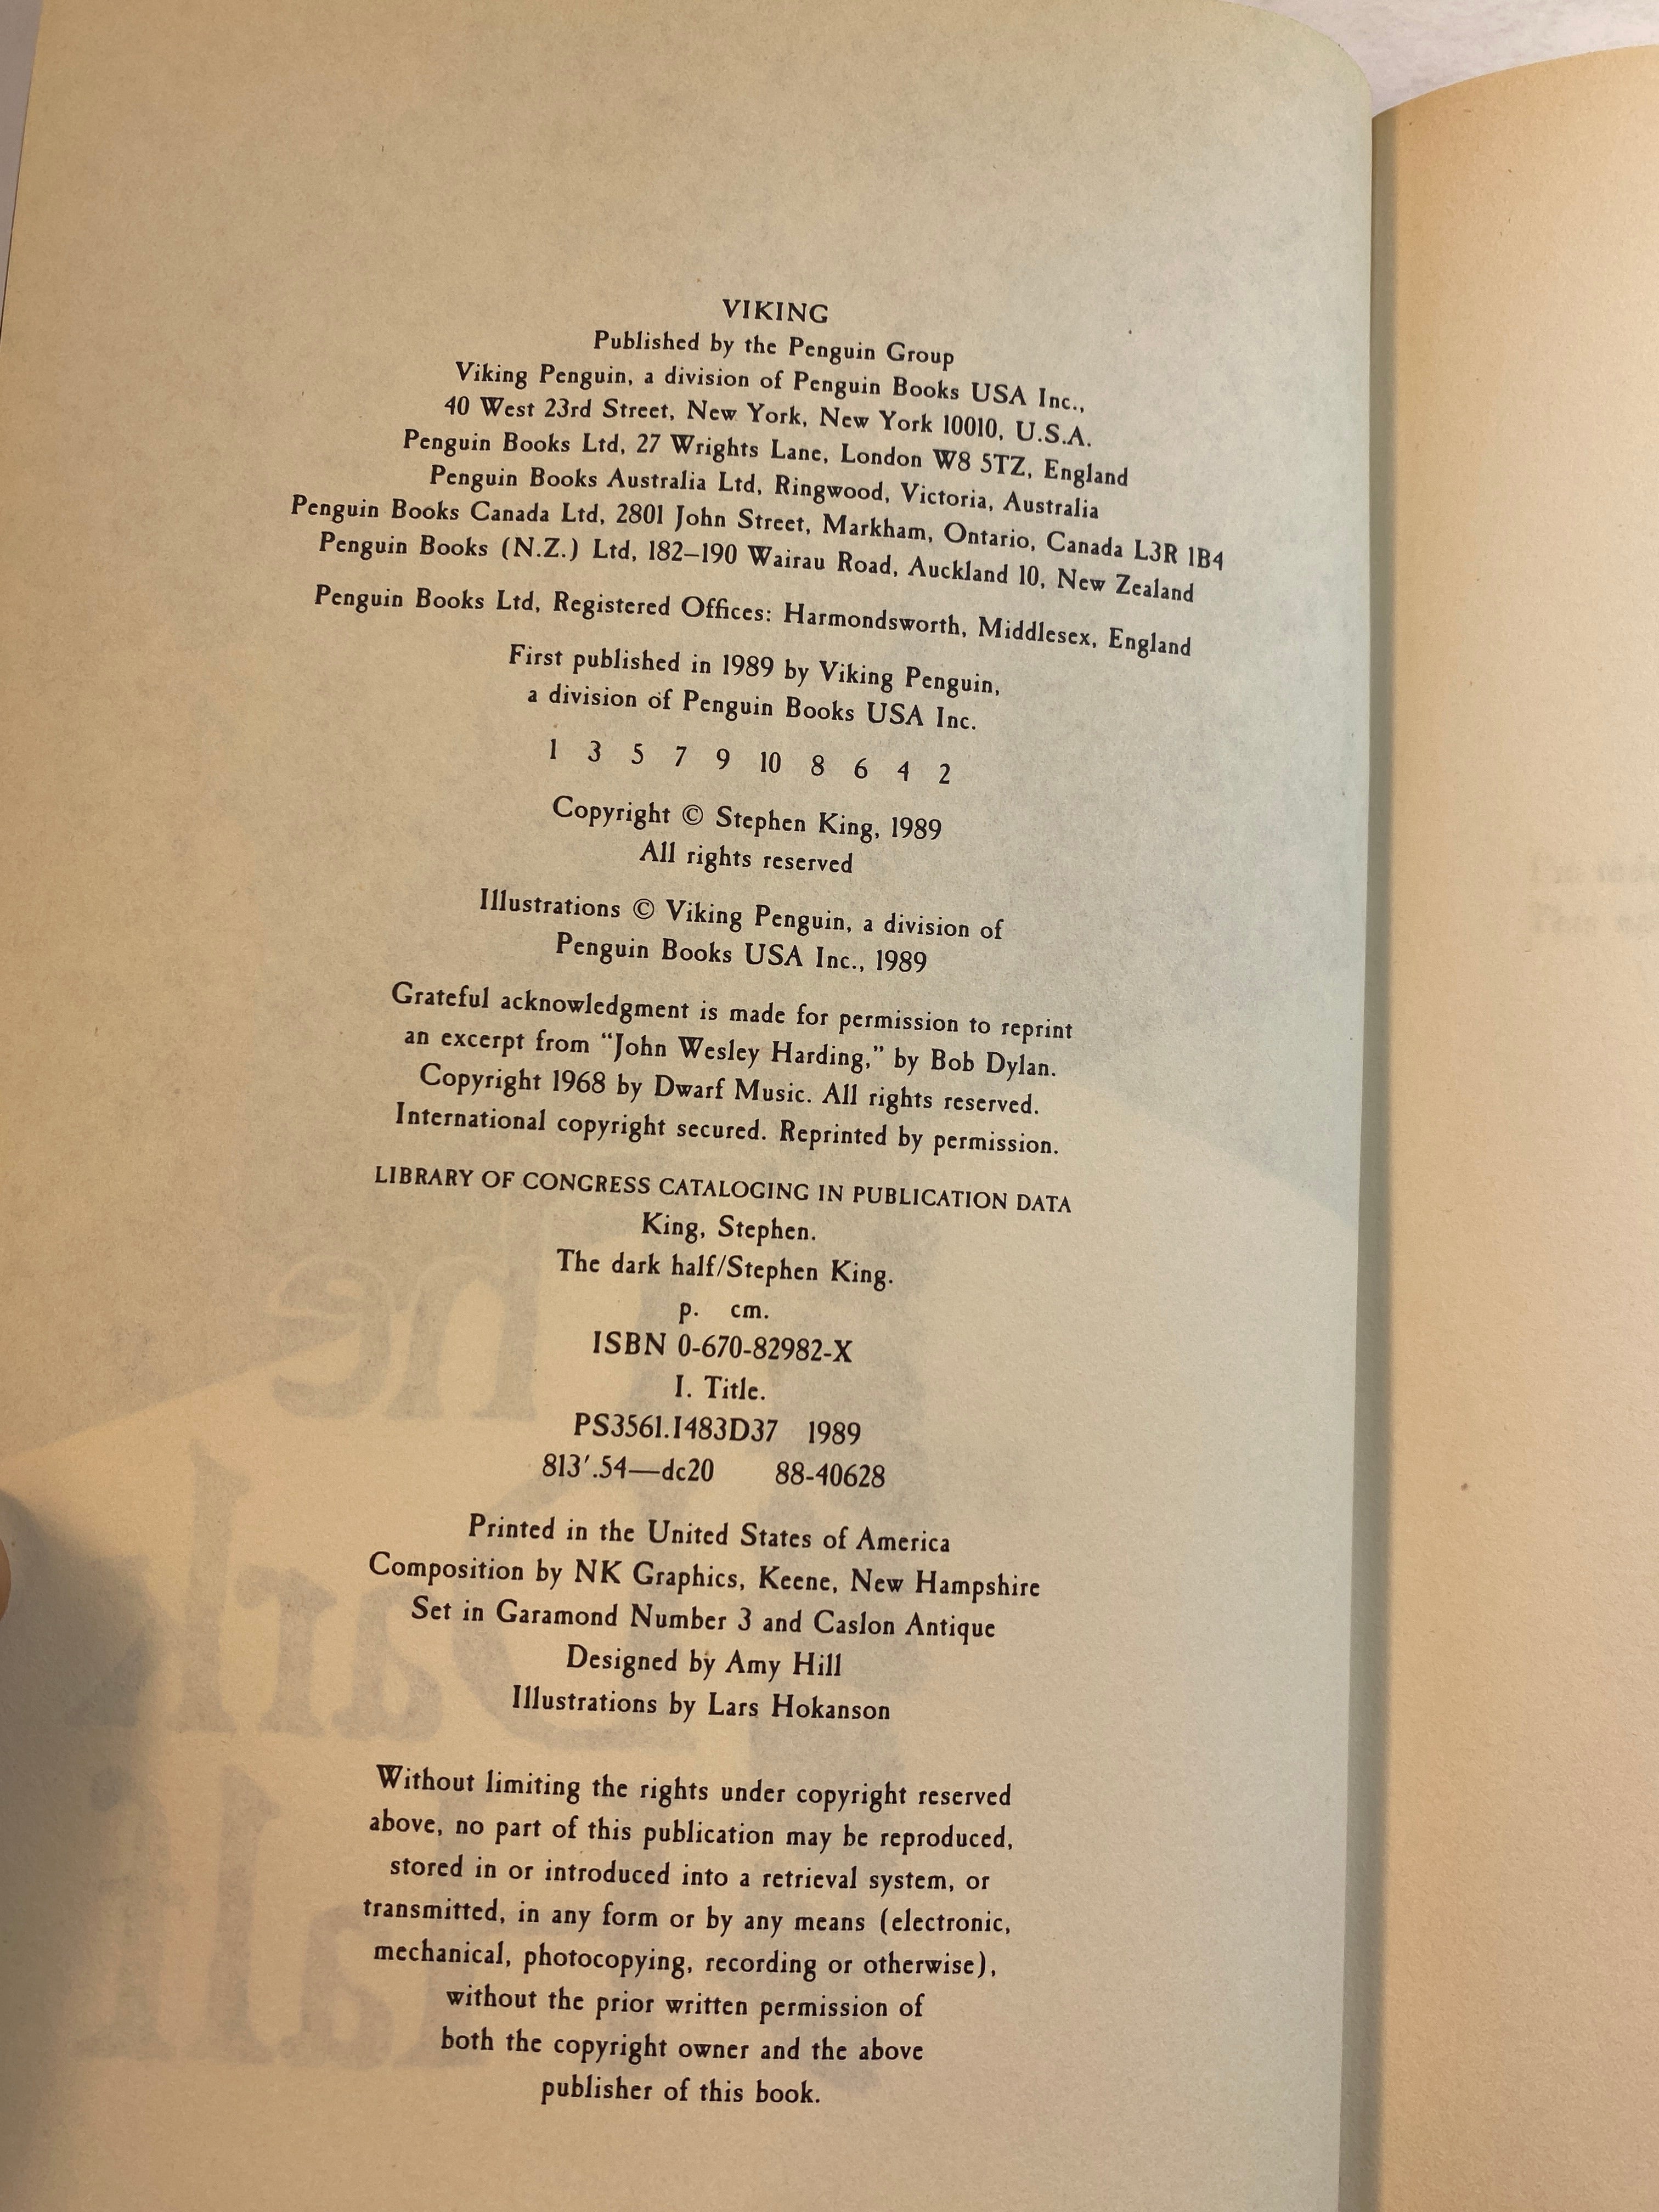 VIKING
Published by the Penguin Group
Viking Penguin, a division of Penguin Books USA Inc.,
40 West 23rd Street, New York, New York 10010, U.S.A.
Penguin Books Ltd, 27 Wrights Lane, London W8 5TZ, England
Penguin Books Australia Ltd, Ringwood, Victoria, Australia
Penguin Books Canada Ltd, 2801 John Street, Markham, Ontario, Canada L3R 1B4
Penguin Books (N.Z.) Ltd, 182–190 Wairau Road, Auckland 10, New Zealand
Penguin Books Ltd, Registered Offices: Harmondsworth, Middlesex, England
First published in 1989 by Viking Penguin,
a division of Penguin Books USA Inc.
1 3 5 7 9 10 8 6 4 2
Copyright © Stephen King, 1989
All rights reserved
Illustrations © Viking Penguin, a division of
Penguin Books USA Inc., 1989
Grateful acknowledgment is made for permission to reprint
an excerpt from “John Wesley Harding,” by Bob Dylan.
Copyright 1968 by Dwarf Music. All rights reserved.
International copyright secured. Reprinted by permission.
LIBRARY OF CONGRESS CATALOGING IN PUBLICATION DATA
King, Stephen.
The dark half/Stephen King.
p. cm.
ISBN 0-670-82982-X
I. Title.
PS3561.I483D37 1989
813′.54—dc20 88-40628
Printed in the United States of America
Composition by NK Graphics, Keene, New Hampshire
Set in Garamond Number 3 and Caslon Antique
Designed by Amy Hill
Illustrations by Lars Hokanson
Without limiting the rights under copyright reserved
above, no part of this publication may be reproduced,
stored in or introduced into a retrieval system, or
transmitted, in any form or by any means (electronic,
mechanical, photocopying, recording or otherwise),
without the prior written permission of
both the copyright owner and the above
publisher of this book.